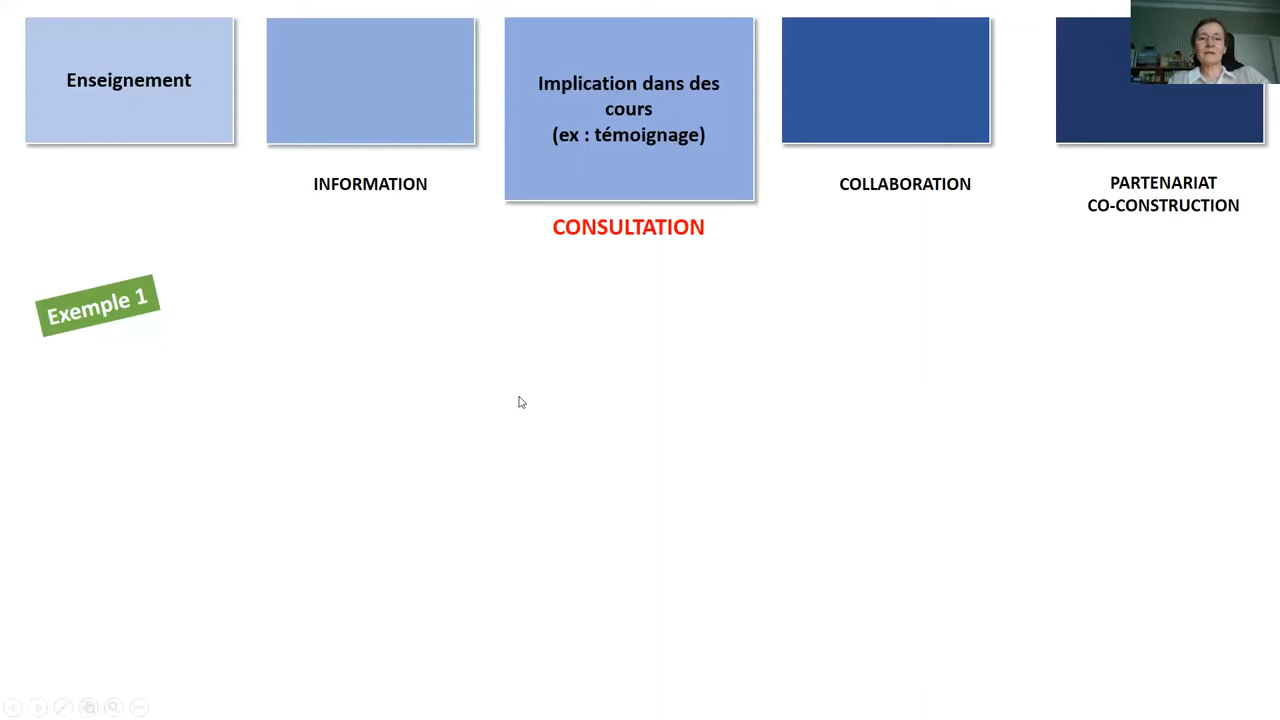 Enseignement
Implication dans des
cours
(ex : témoignage)
INFORMATION
CONSULTATION
COLLABORATION
PARTENARIAT
CO-CONSTRUCTION
Exemple 1